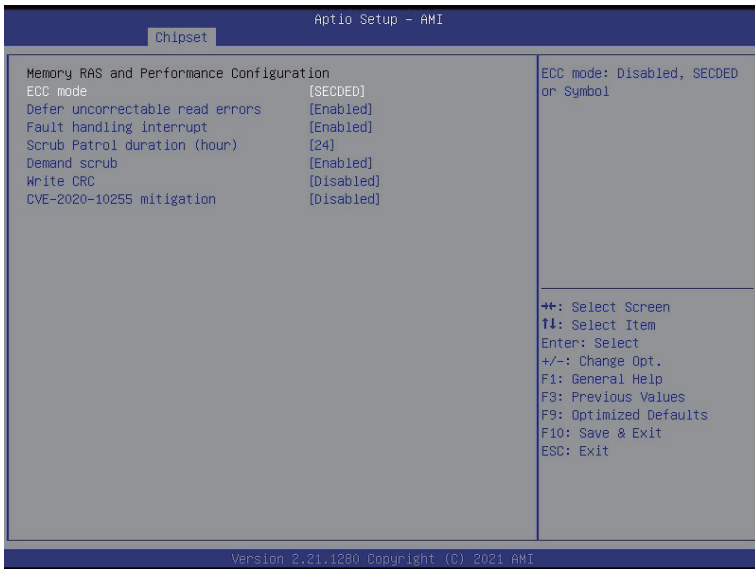 Aptio Setup - AMI
Chipset
Memory RAS and Performance Configuration
ECC mode [SECDED]
Defer uncorrectable read errors [Enabled]
Fault handling interrupt [Enabled]
Scrub Patrol duration (hour) [24]
Demand scrub [Enabled]
Write CRC [Disabled]
CVE-2020-10255 mitigation [Disabled]
ECC mode: Disabled, SECDED
or Symbol
→←: Select Screen
↑↓: Select Item
Enter: Select
+/-: Change Opt.
F1: General Help
F3: Previous Values
F9: Optimized Defaults
F10: Save & Exit
ESC: Exit
Version 2.21.1280 Copyright (C) 2021 AMI